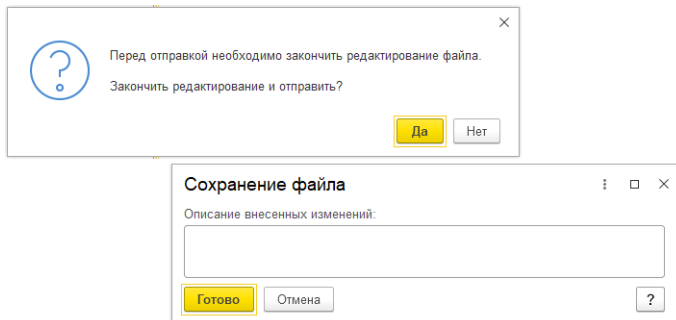 Перед отправкой необходимо закончить редактирование файла.
Закончить редактирование и отправить?
Да
Нет
Сохранение файла
Описание внесенных изменений:
Готово
Отмена
?